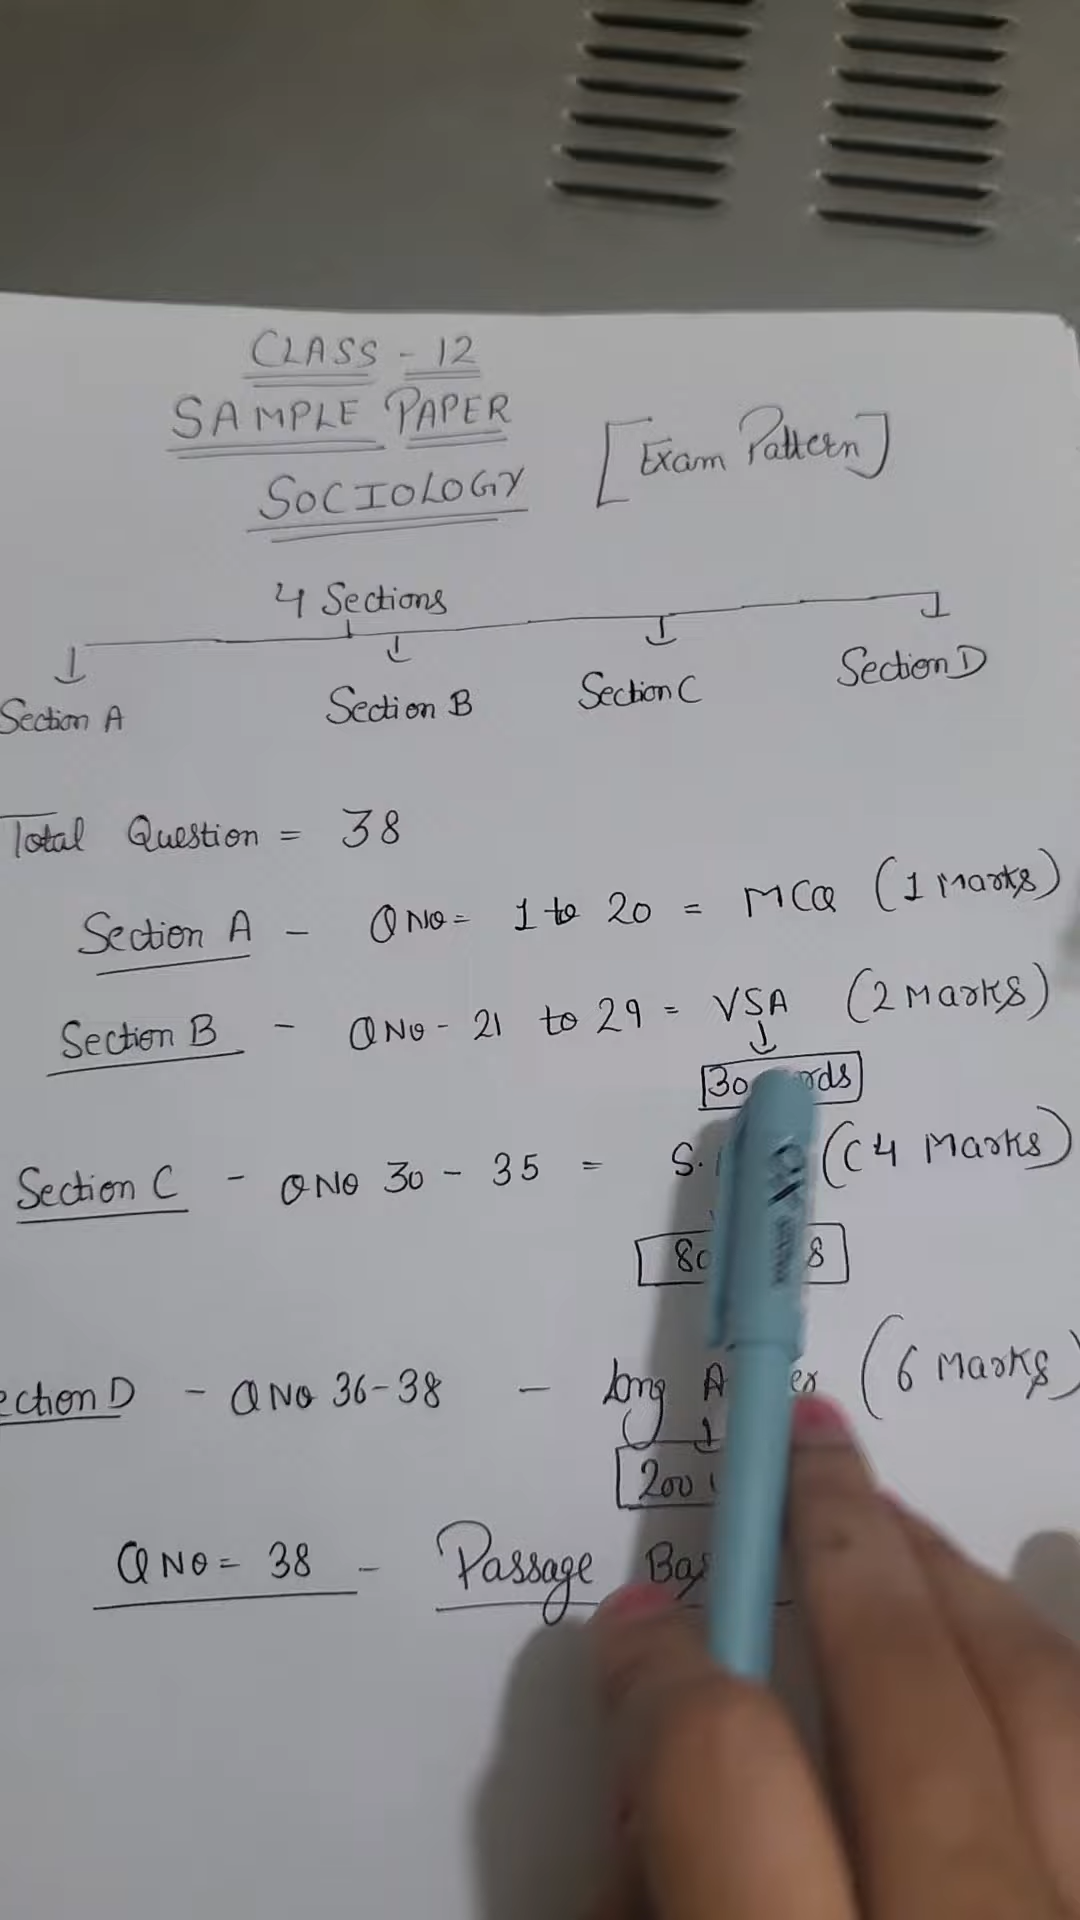 CLASS - 12
SAMPLE PAPER
SOCIOLOGY
[Exam Pattern]
4 Sections
Section A Section B Section C Section D
Total Question = 38
Section A - Q NO = 1 to 20 = MCQ (1 Marks)
Section B - Q NO - 21 to 29 = VSA (2 Marks)
30
Section C - Q NO 30 - 35 = S. (4 Marks)
Section D - Q NO 36-38 - long (6 Marks)
200
Q NO = 38 - Passage